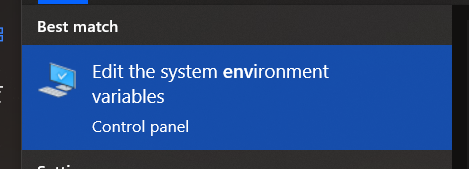 Best match
Edit the system environment
variables
Control panel